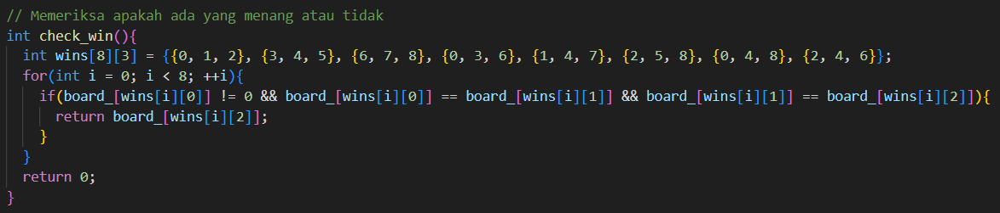 // Memeriksa apakah ada yang menang atau tidak
int check_win(){
  int wins[8][3] = {{0, 1, 2}, {3, 4, 5}, {6, 7, 8}, {0, 3, 6}, {1, 4, 7}, {2, 5, 8}, {0, 4, 8}, {2, 4, 6}};
  for(int i = 0; i < 8; ++i){
    if(board_[wins[i][0]] != 0 && board_[wins[i][0]] == board_[wins[i][1]] && board_[wins[i][1]] == board_[wins[i][2]]){
      return board_[wins[i][2]];
    }
  }
  return 0;
}